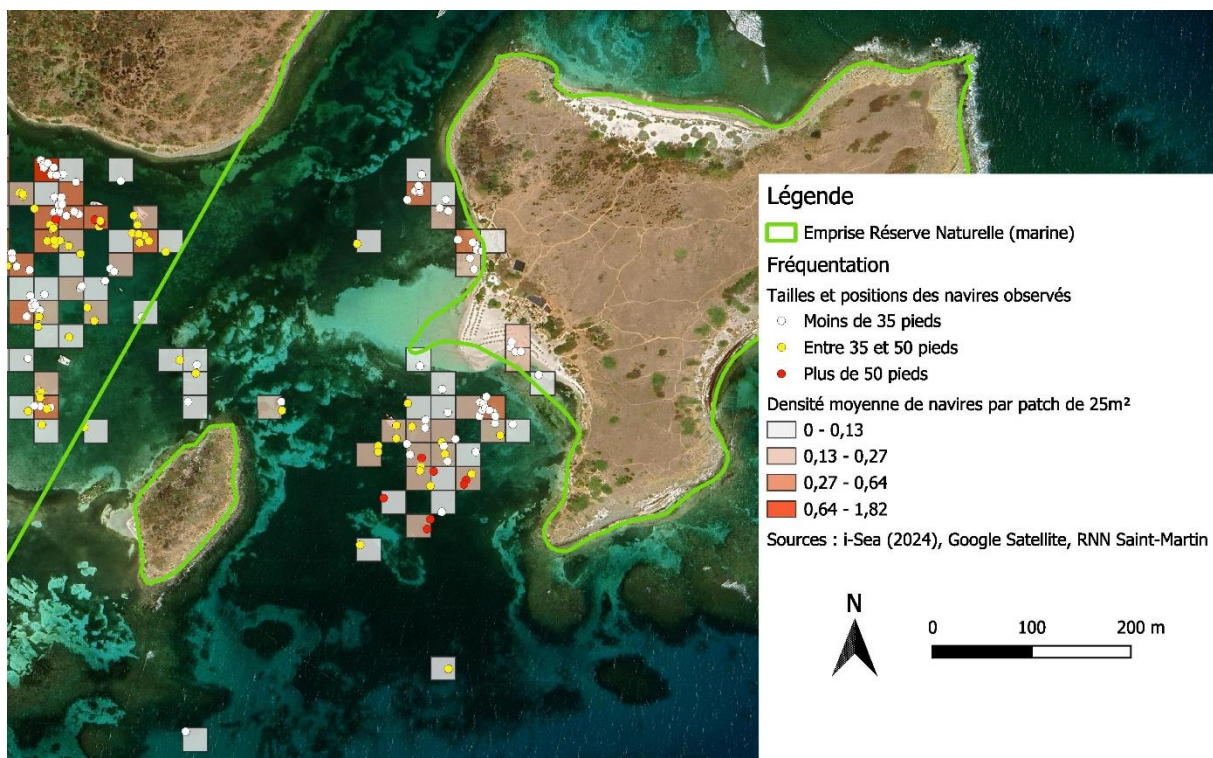 Légende
Emprise Réserve Naturelle (marine)
Fréquentation
Tailles et positions des navires observés
Moins de 35 pieds
Entre 35 et 50 pieds
Plus de 50 pieds
Densité moyenne de navires par patch de 25m²
0 - 0,13
0,13 - 0,27
0,27 - 0,64
0,64 - 1,82
Sources : i-Sea (2024), Google Satellite, RNN Saint-Martin
N
0 100 200 m